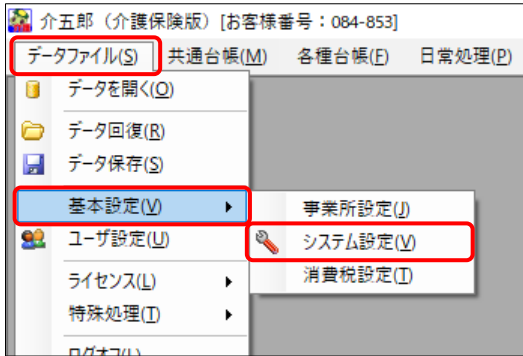 介五郎（介護保険版）[お客様番号：084-853]
データファイル(S) 共通台帳(M) 各種台帳(F) 日常処理(P)
データを開く(O)
データ回復(R)
データ保存(S)
基本設定(V) 事業所設定(J)
ユーザ設定(U) システム設定(V)
ライセンス(L) 消費税設定(T)
特殊処理(T)
ログオフ(L)